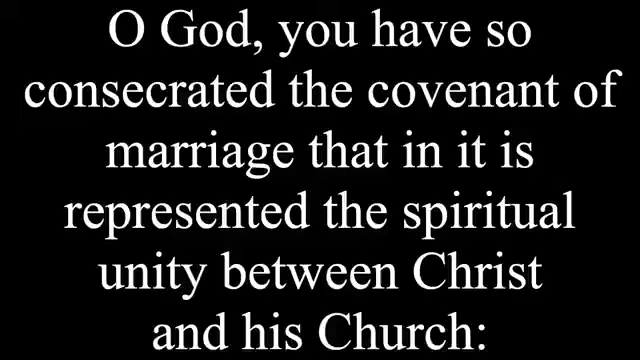 O God, you have so
consecrated the covenant of
marriage that in it is
represented the spiritual
unity between Christ
and his Church: